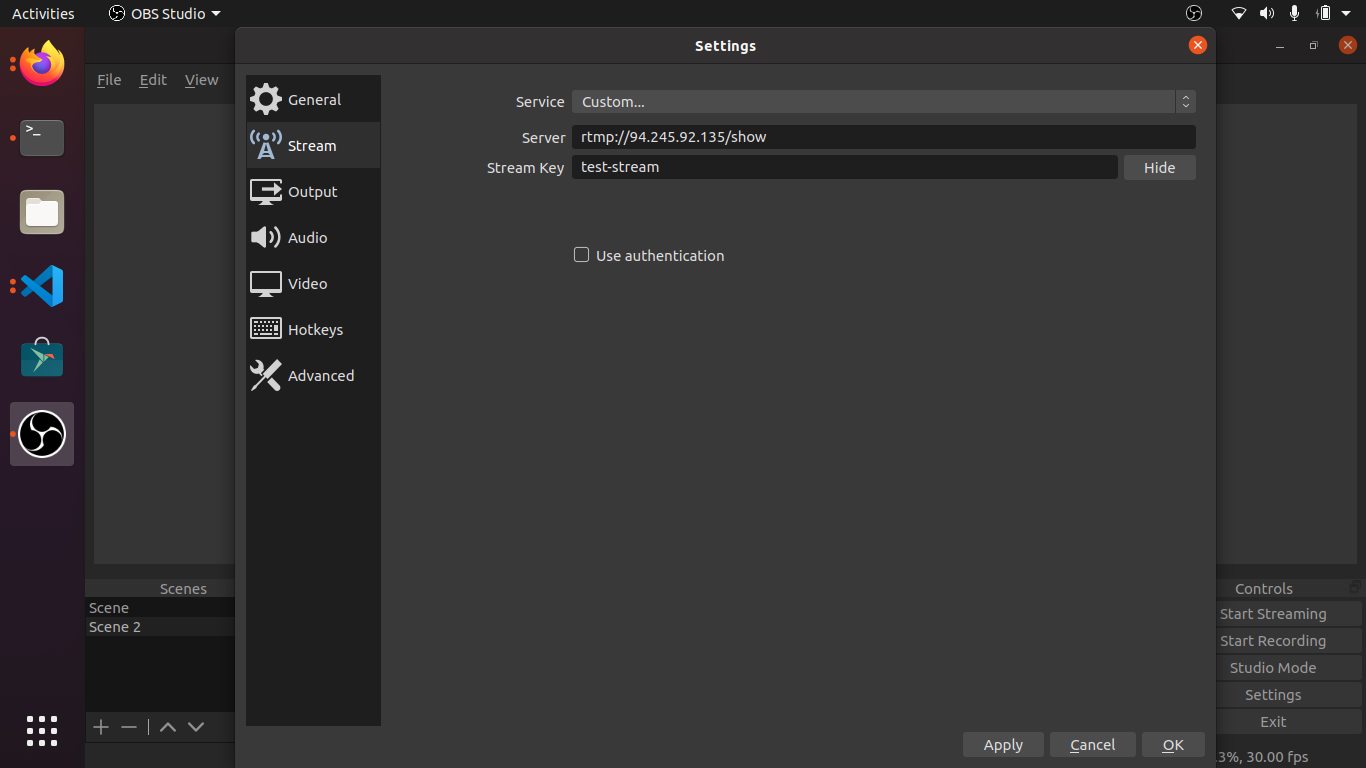 Activities
OBS Studio
Settings
File Edit View
General
Stream
Output
Audio
Video
Hotkeys
Advanced
Service Custom...
Server rtmp://94.245.92.135/show
Stream Key test-stream Hide
Use authentication
Scenes
Scene
Scene 2
Controls
Start Streaming
Start Recording
Studio Mode
Settings
Exit
Apply Cancel OK
.3%, 30.00 fps